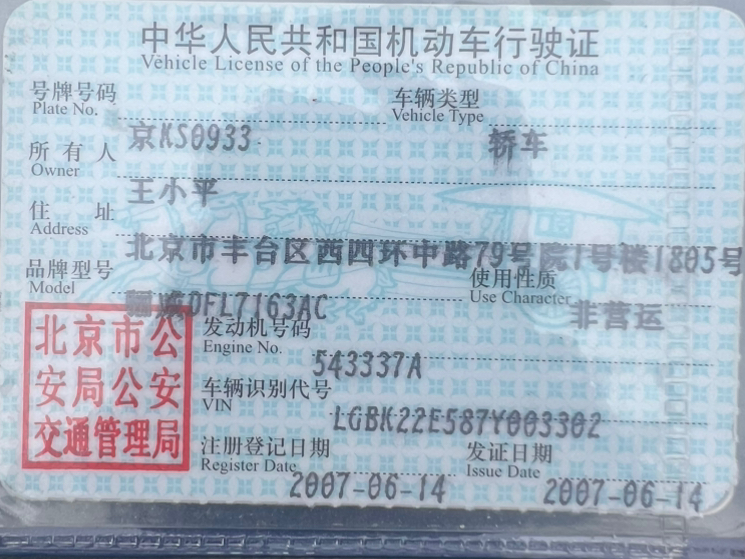 中华人民共和国机动车行驶证
Vehicle License of the People's Republic of China
号牌号码 京KS0933 车辆类型 轿车
Plate No. Vehicle Type
所有人 王小平
Owner
住址 北京市丰台区西四环中路79号院1号楼1805号
Address
品牌型号 DFL7163AC 使用性质 非营运
Model Use Character
北京市公安局公安交通管理局
发动机号码 543337A
Engine No.
车辆识别代号 LGBK22E587Y003302
VIN
注册登记日期 2007-06-14 发证日期 2007-06-14
Register Date Issue Date